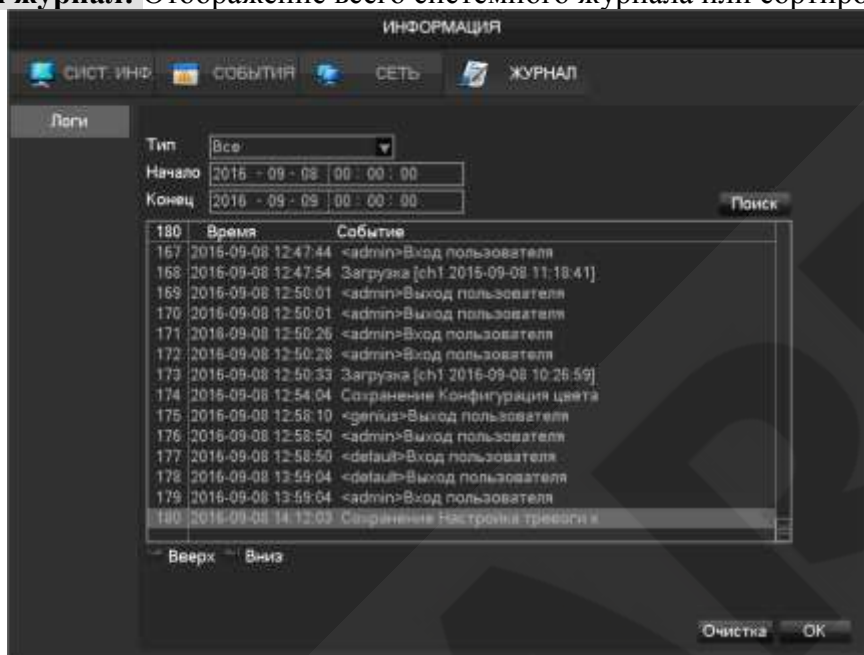 журнал: Отображение всего системного журнала или сортиро
ИНФОРМАЦИЯ
СИСТ. ИНФ СОБЫТИЯ СЕТЬ ЖУРНАЛ
Логи
Тип Все
Начало 2016 - 09 - 08 00 : 00 : 00
Конец 2016 - 09 - 09 00 : 00 : 00
Поиск
180 Время Событие
167 2016-09-08 12:47:44 <admin>Вход пользователя
168 2016-09-08 12:47:54 Загрузка [ch1 2016-09-08 11:18:41]
169 2016-09-08 12:50:01 <admin>Выход пользователя
170 2016-09-08 12:50:01 <admin>Выход пользователя
171 2016-09-08 12:50:26 <admin>Вход пользователя
172 2016-09-08 12:50:28 <admin>Вход пользователя
173 2016-09-08 12:50:33 Загрузка [ch1 2016-09-08 10:26:59]
174 2016-09-08 12:54:04 Сохранение Конфигурация цвета
175 2016-09-08 12:58:10 <genius>Выход пользователя
176 2016-09-08 12:58:50 <admin>Выход пользователя
177 2016-09-08 12:58:50 <default>Вход пользователя
178 2016-09-08 13:59:04 <default>Выход пользователя
179 2016-09-08 13:59:04 <admin>Вход пользователя
180 2016-09-08 14:12:03 Сохранение Настройка тревоги к
Вверх Вниз
Очистка OK